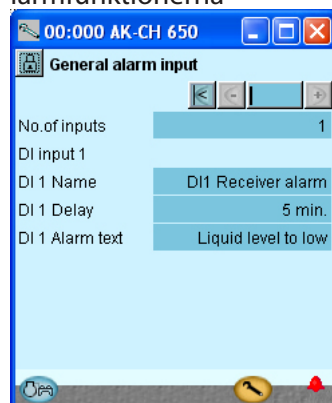 larmfunktionerna
00:000 AK-CH 650
General alarm input
No.of inputs 1
DI input 1
DI 1 Name DI1 Receiver alarm
DI 1 Delay 5 min.
DI 1 Alarm text Liquid level to low